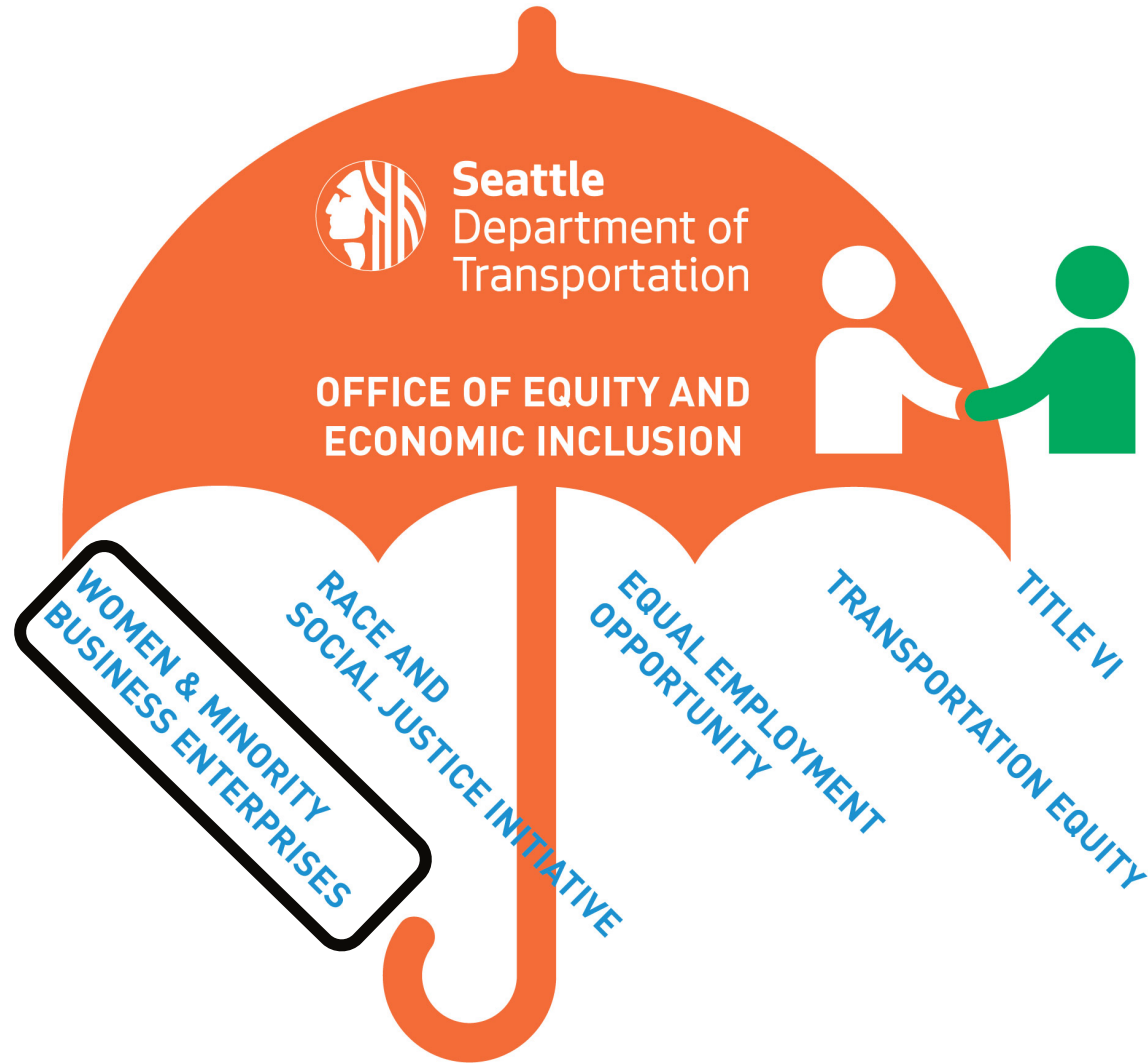 Seattle
Department of
Transportation
OFFICE OF EQUITY AND
ECONOMIC INCLUSION
WOMEN & MINORITY
BUSINESS ENTERPRISES
RACE AND
SOCIAL JUSTICE INITIATIVE
EQUAL EMPLOYMENT
OPPORTUNITY
TRANSPORTATION EQUITY
TITLE VI